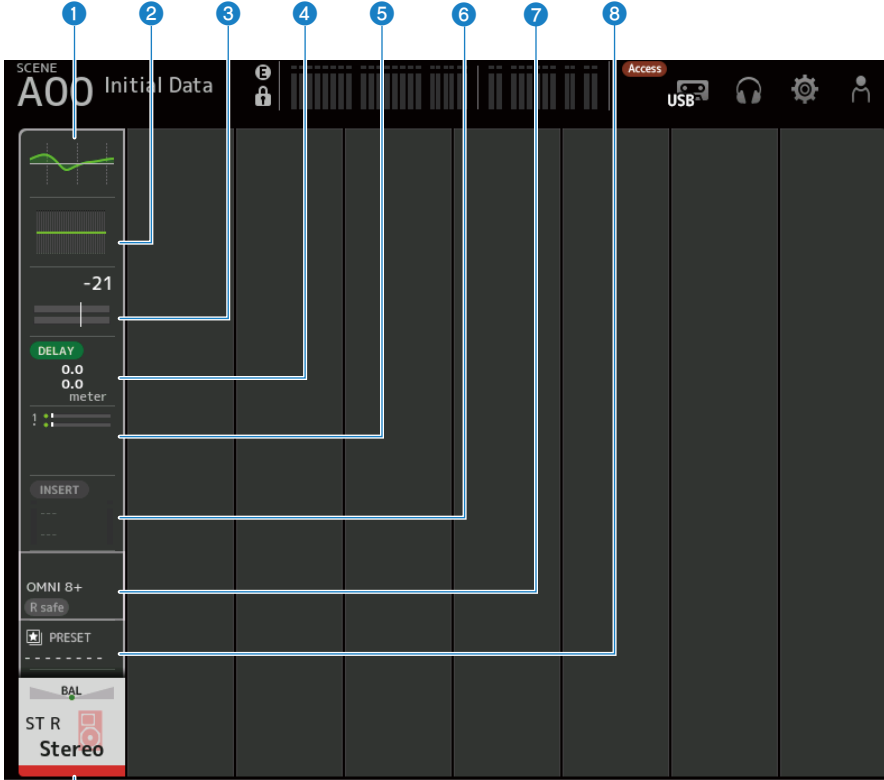 1 2 3 4 5 6 7 8
SCENE
A00 Initial Data
E
Access
USB
-21
DELAY
0.0
0.0
meter
!
INSERT
---
---
OMNI 8+
R safe
PRESET
--------
BAL
ST R
Stereo